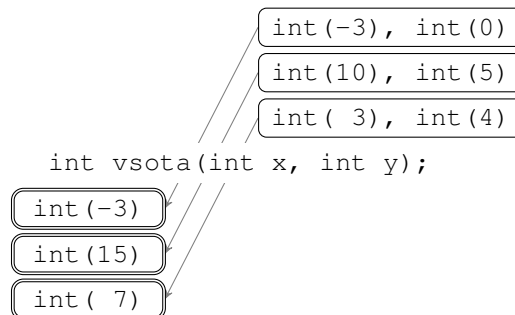 int(-3), int(0)
int(10), int(5)
int( 3), int(4)
int vsota(int x, int y);
int(-3)
int(15)
int( 7)